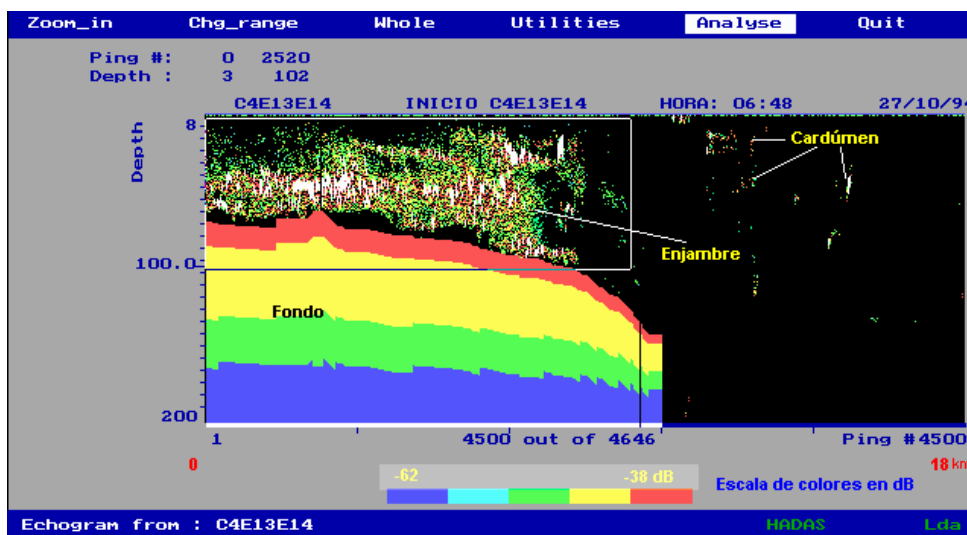 Zoom_in Chg_range Whole Utilities Analyse Quit
Ping #: 0 2520
Depth : 3 102
C4E13E14 INICIO C4E13E14 HORA: 06:48 27/10/94
Depth
8
Cardúmen
Enjambre
100.0
Fondo
200
1 4500 out of 4646 Ping #4500
0 18 km
-62 -38 dB
Escala de colores en dB
Echogram from : C4E13E14 HADAS Lda